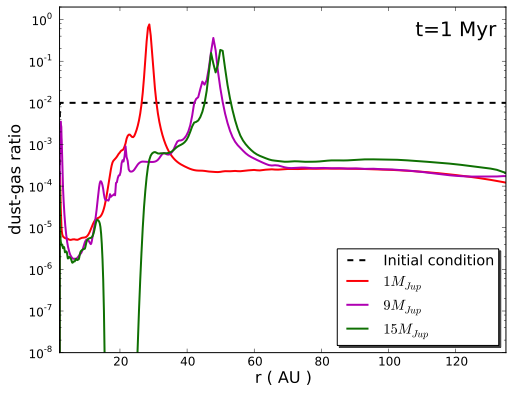 t=1 Myr
10^0
10^-1
10^-2
10^-3
10^-4
10^-5
10^-6
10^-7
10^-8
dust-gas ratio
Initial condition
1M_Jup
9M_Jup
15M_Jup
20 40 60 80 100 120
r ( AU )